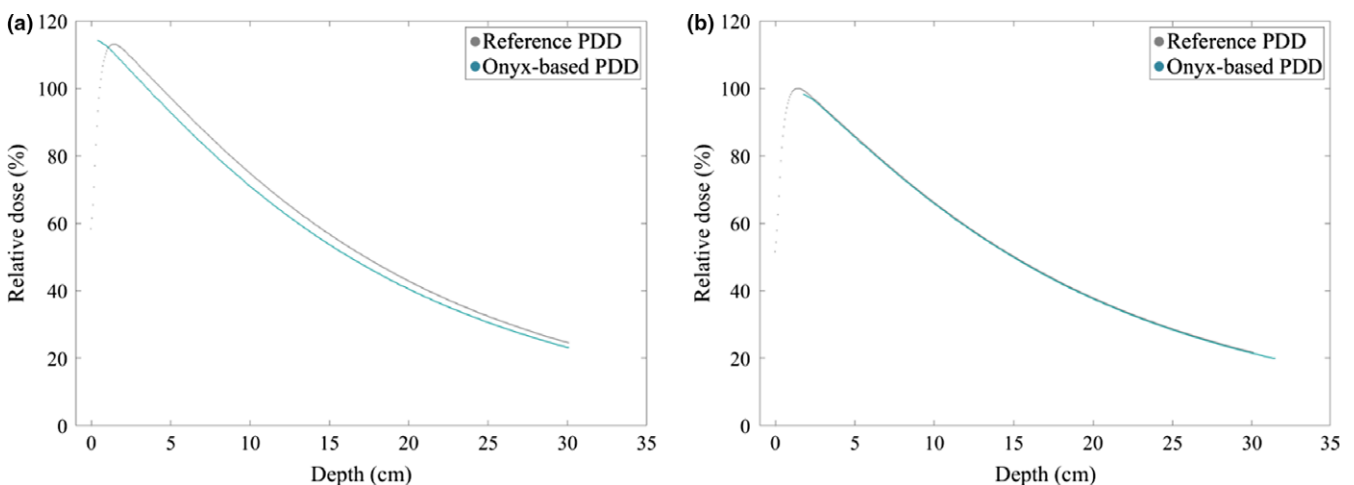 (a)
120
100
80
60
40
20
0
Relative dose (%)
Reference PDD
Onyx-based PDD
0 5 10 15 20 25 30 35
Depth (cm)
(b)
120
100
80
60
40
20
0
Relative dose (%)
Reference PDD
Onyx-based PDD
0 5 10 15 20 25 30 35
Depth (cm)